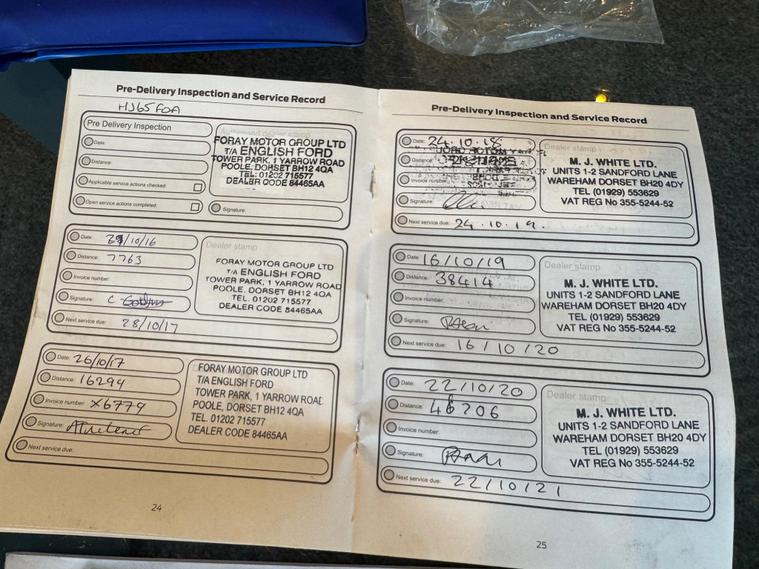 Pre-Delivery Inspection and Service Record
HJ65FOA
Pre Delivery Inspection
Date:
Distance:
Applicable service actions checked:
Open service actions completed:
Signature:
FORAY MOTOR GROUP LTD
T/A ENGLISH FORD
TOWER PARK, 1 YARROW ROAD
POOLE, DORSET BH12 4QA
TEL: 01202 715577
DEALER CODE 84465AA
Date: /10/16
Distance: 7763
Invoice number:
Signature:
Next service due: 28/10/17
Dealer stamp
FORAY MOTOR GROUP LTD
T/A ENGLISH FORD
TOWER PARK, 1 YARROW ROAD
POOLE, DORSET BH12 4QA
TEL. 01202 715577
DEALER CODE 84465AA
Date: 26/10/17
Distance: 16294
Invoice number: X6779
Signature:
Next service due:
FORAY MOTOR GROUP LTD
T/A ENGLISH FORD
TOWER PARK, 1 YARROW ROAD
POOLE, DORSET BH12 4QA
TEL. 01202 715577
DEALER CODE 84465AA
24
Pre-Delivery Inspection and Service Record
Date: 24.10.18
Distance:
Invoice number:
Signature:
Next service due: 24.10.19.
Dealer stamp
M. J. WHITE LTD.
UNITS 1-2 SANDFORD LANE
WAREHAM DORSET BH20 4DY
TEL (01929) 553629
VAT REG No 355-5244-52
Date: 16/10/19
Distance: 38414
Invoice number:
Signature:
Next service due: 16/10/20
Dealer stamp
M. J. WHITE LTD.
UNITS 1-2 SANDFORD LANE
WAREHAM DORSET BH20 4DY
TEL (01929) 553629
VAT REG No 355-5244-52
Date: 22/10/20
Distance: 46706
Invoice number:
Signature:
Next service due: 22/10/21
Dealer stamp
M. J. WHITE LTD.
UNITS 1-2 SANDFORD LANE
WAREHAM DORSET BH20 4DY
TEL (01929) 553629
VAT REG No 355-5244-52
25